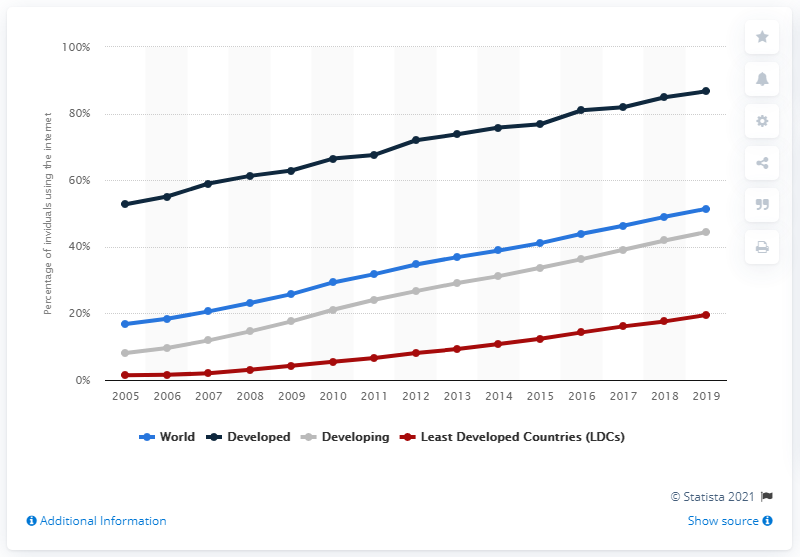 100%
80%
60%
40%
20%
0%
Percentage of inviduals using the internet
2005 2006 2007 2008 2009 2010 2011 2012 2013 2014 2015 2016 2017 2018 2019
World Developed Developing Least Developed Countries (LDCs)
© Statista 2021
Additional Information Show source